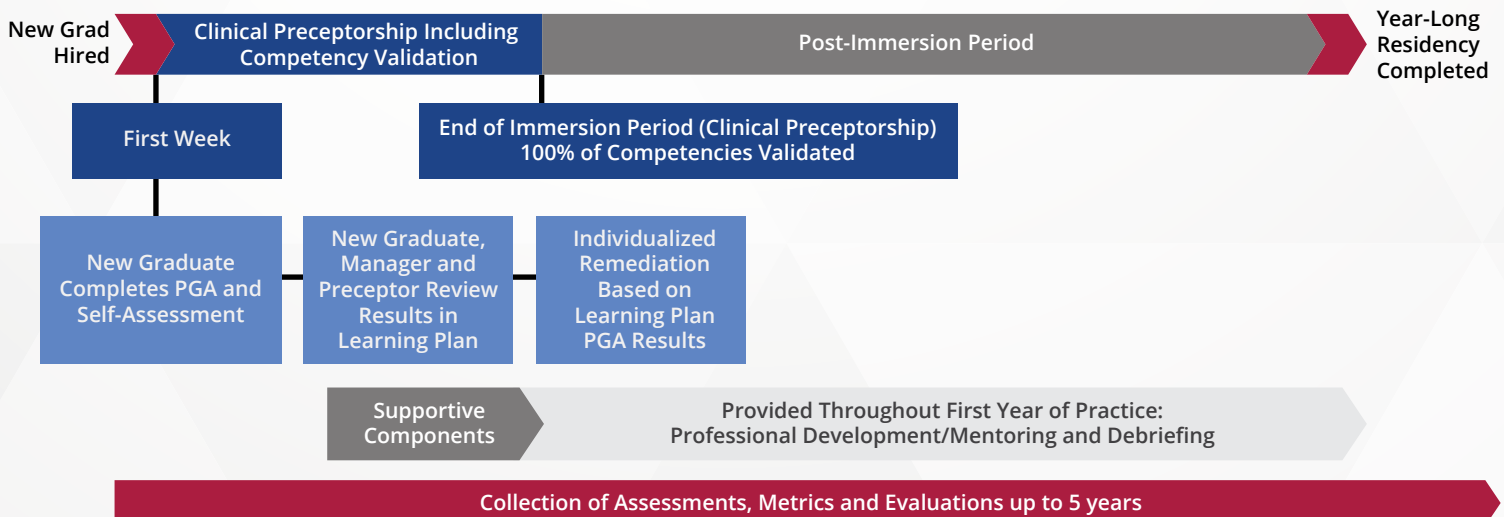 New Grad
Hired
Clinical Preceptorship Including
Competency Validation
Post-Immersion Period
Year-Long
Residency
Completed
First Week
End of Immersion Period (Clinical Preceptorship)
100% of Competencies Validated
New Graduate
Completes PGA and
Self-Assessment
New Graduate,
Manager and
Preceptor Review
Results in
Learning Plan
Individualized
Remediation
Based on
Learning Plan
PGA Results
Supportive
Components
Provided Throughout First Year of Practice:
Professional Development/Mentoring and Debriefing
Collection of Assessments, Metrics and Evaluations up to 5 years